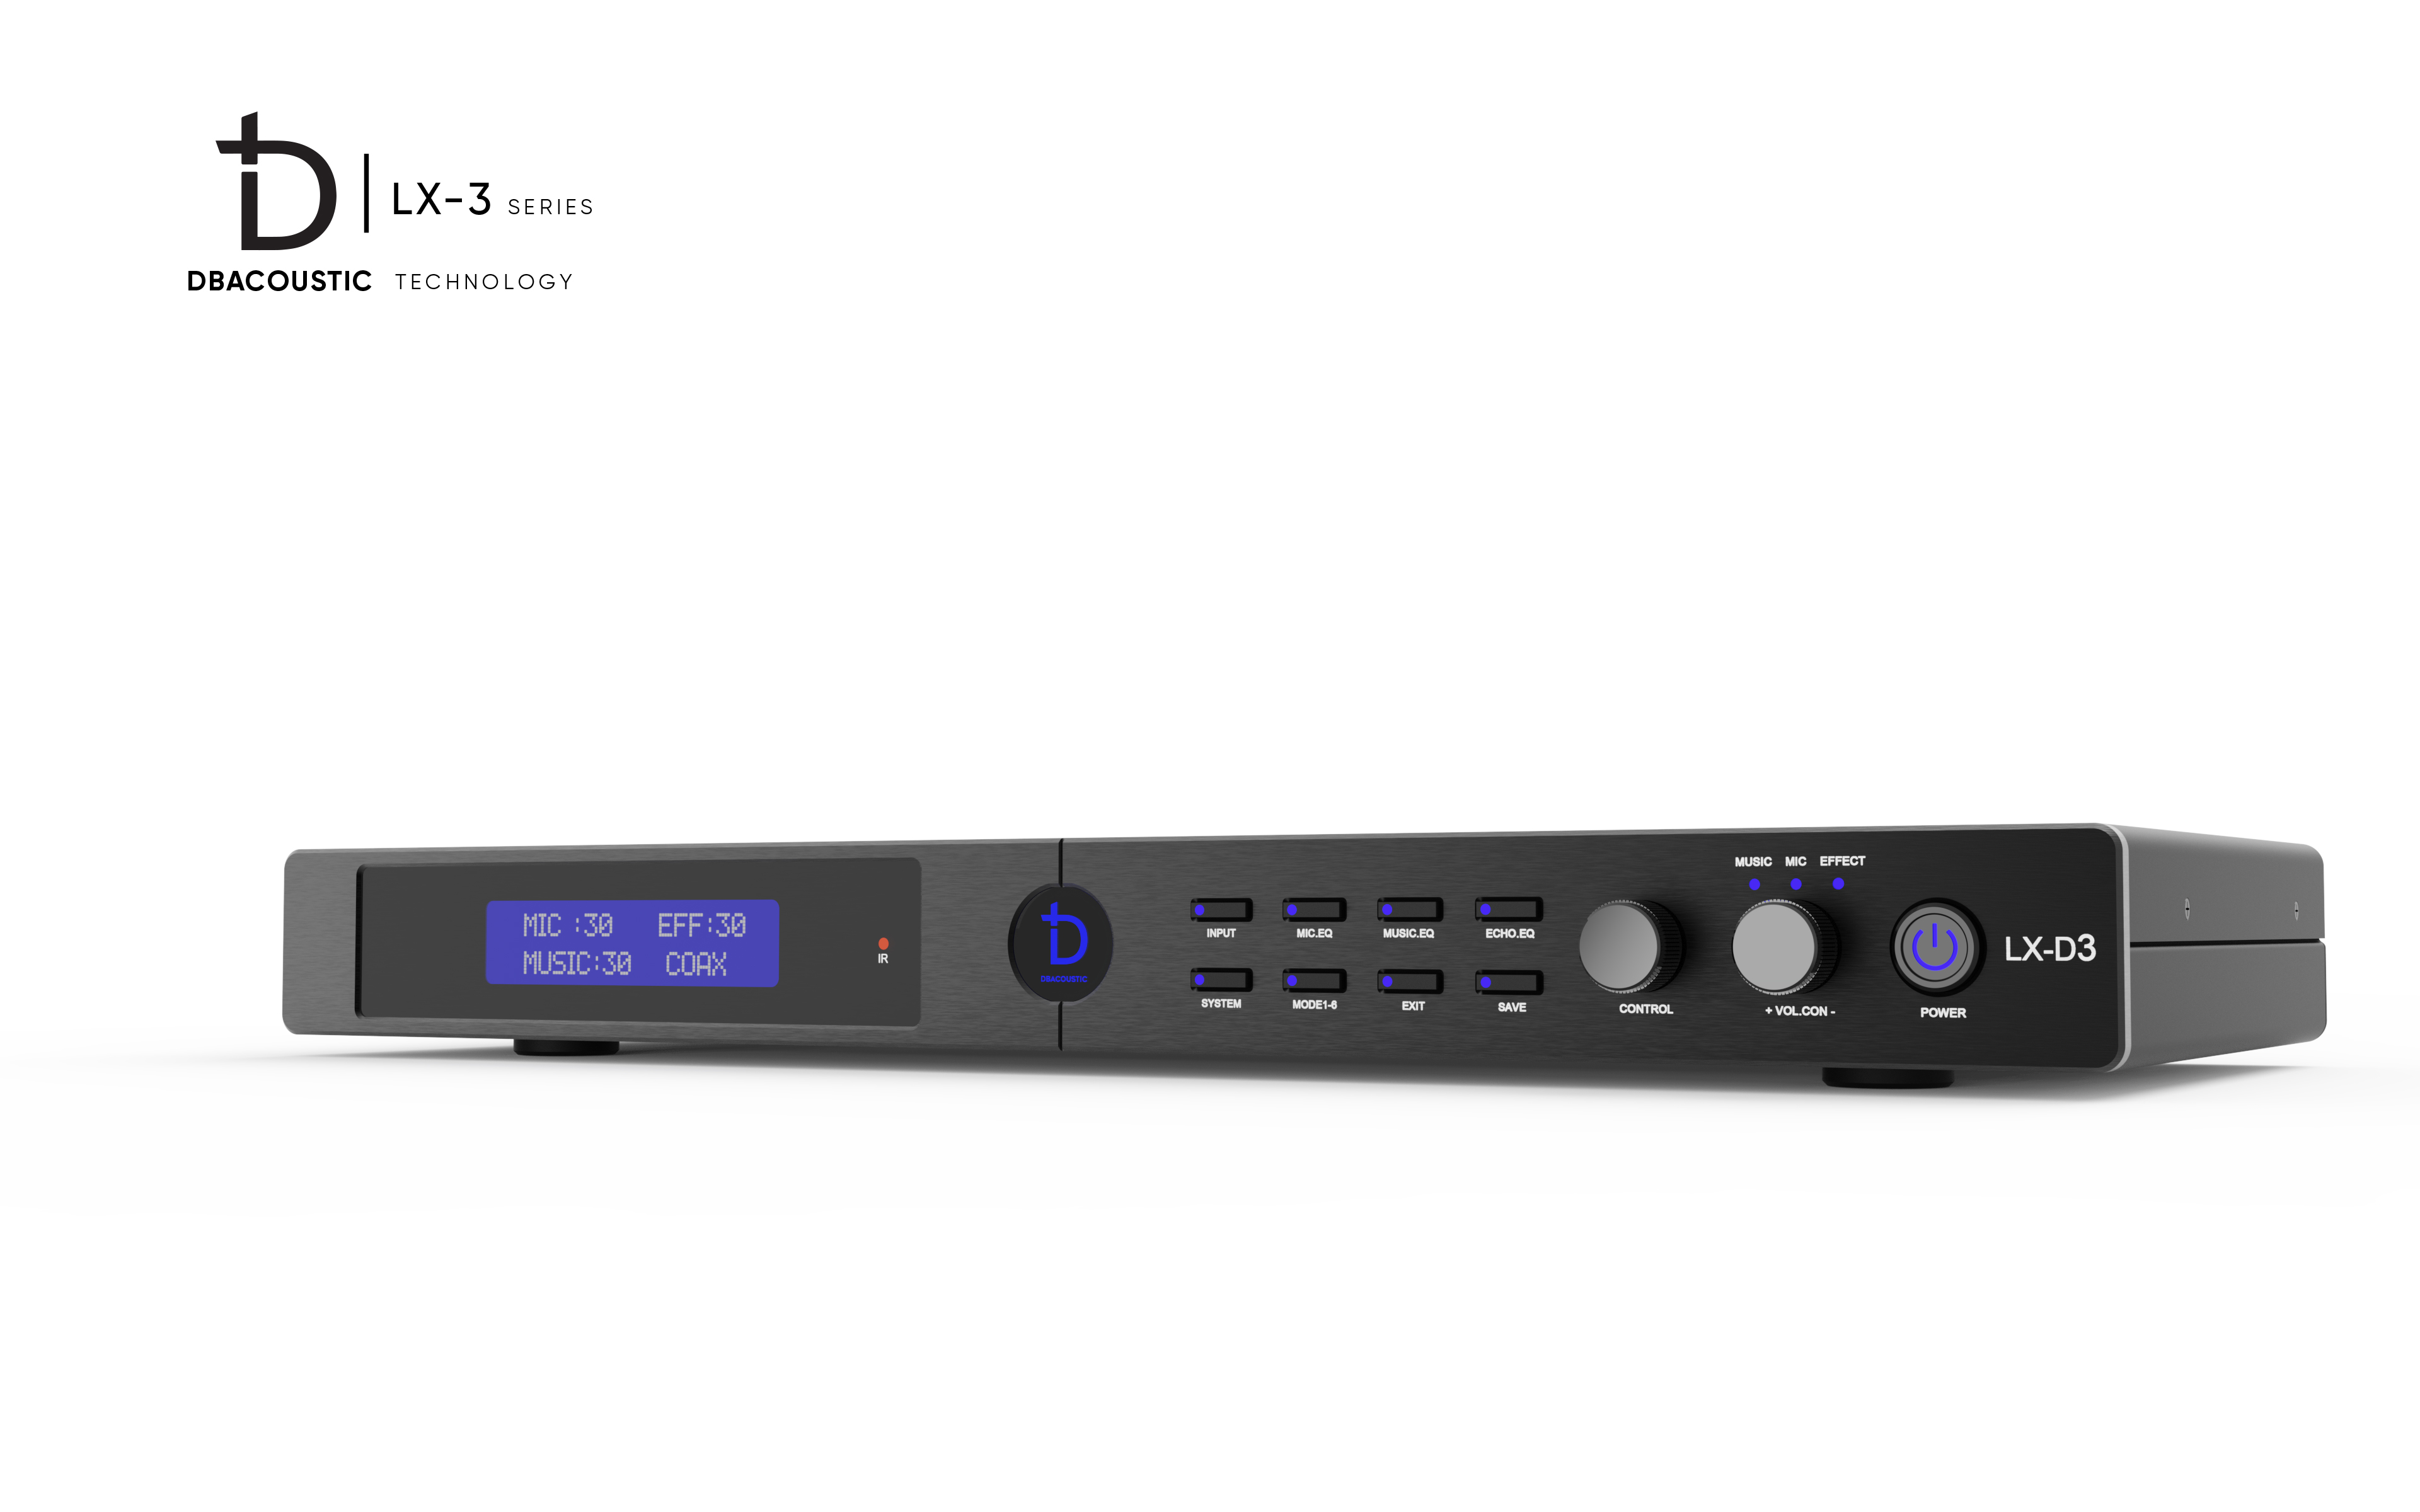 LX-3 SERIES
DBACOUSTIC TECHNOLOGY
MUSIC MIC EFFECT
MIC :30 EFF:30
MUSIC:30 COAX
IR
DBACOUSTIC
INPUT MIC.EQ MUSIC.EQ ECHO.EQ
SYSTEM MODE1-6 EXIT SAVE
CONTROL
+ VOL.CON -
POWER
LX-D3